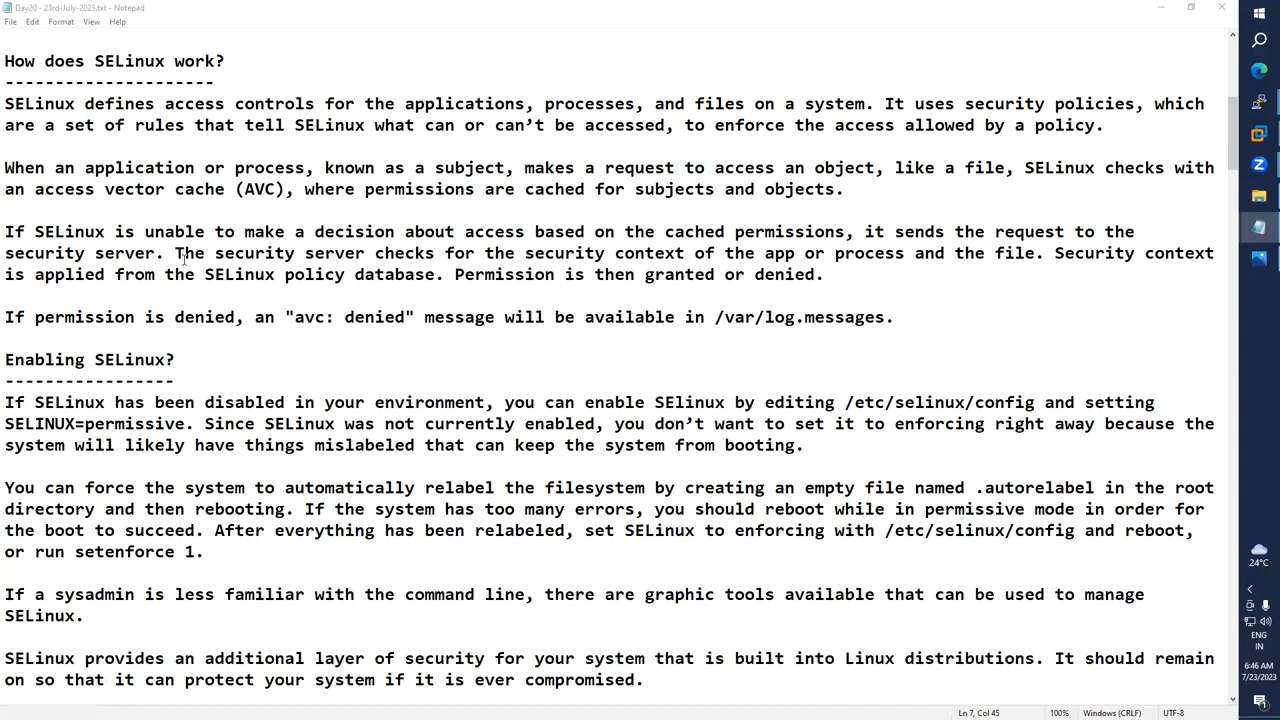 Day20 - 23rd-July-2023.txt - Notepad
File Edit Format View Help
How does SELinux work?
---------------------
SELinux defines access controls for the applications, processes, and files on a system. It uses security policies, which
are a set of rules that tell SELinux what can or can’t be accessed, to enforce the access allowed by a policy.
When an application or process, known as a subject, makes a request to access an object, like a file, SELinux checks with
an access vector cache (AVC), where permissions are cached for subjects and objects.
If SELinux is unable to make a decision about access based on the cached permissions, it sends the request to the
security server. The security server checks for the security context of the app or process and the file. Security context
is applied from the SELinux policy database. Permission is then granted or denied.
If permission is denied, an "avc: denied" message will be available in /var/log.messages.
Enabling SELinux?
-----------------
If SELinux has been disabled in your environment, you can enable SElinux by editing /etc/selinux/config and setting
SELINUX=permissive. Since SELinux was not currently enabled, you don’t want to set it to enforcing right away because the
system will likely have things mislabeled that can keep the system from booting.
You can force the system to automatically relabel the filesystem by creating an empty file named .autorelabel in the root
directory and then rebooting. If the system has too many errors, you should reboot while in permissive mode in order for
the boot to succeed. After everything has been relabeled, set SELinux to enforcing with /etc/selinux/config and reboot,
or run setenforce 1.
If a sysadmin is less familiar with the command line, there are graphic tools available that can be used to manage
SELinux.
SELinux provides an additional layer of security for your system that is built into Linux distributions. It should remain
on so that it can protect your system if it is ever compromised.
Ln 7, Col 45 100% Windows (CRLF) UTF-8
24°C
ENG
IN
6:46 AM
7/23/2023